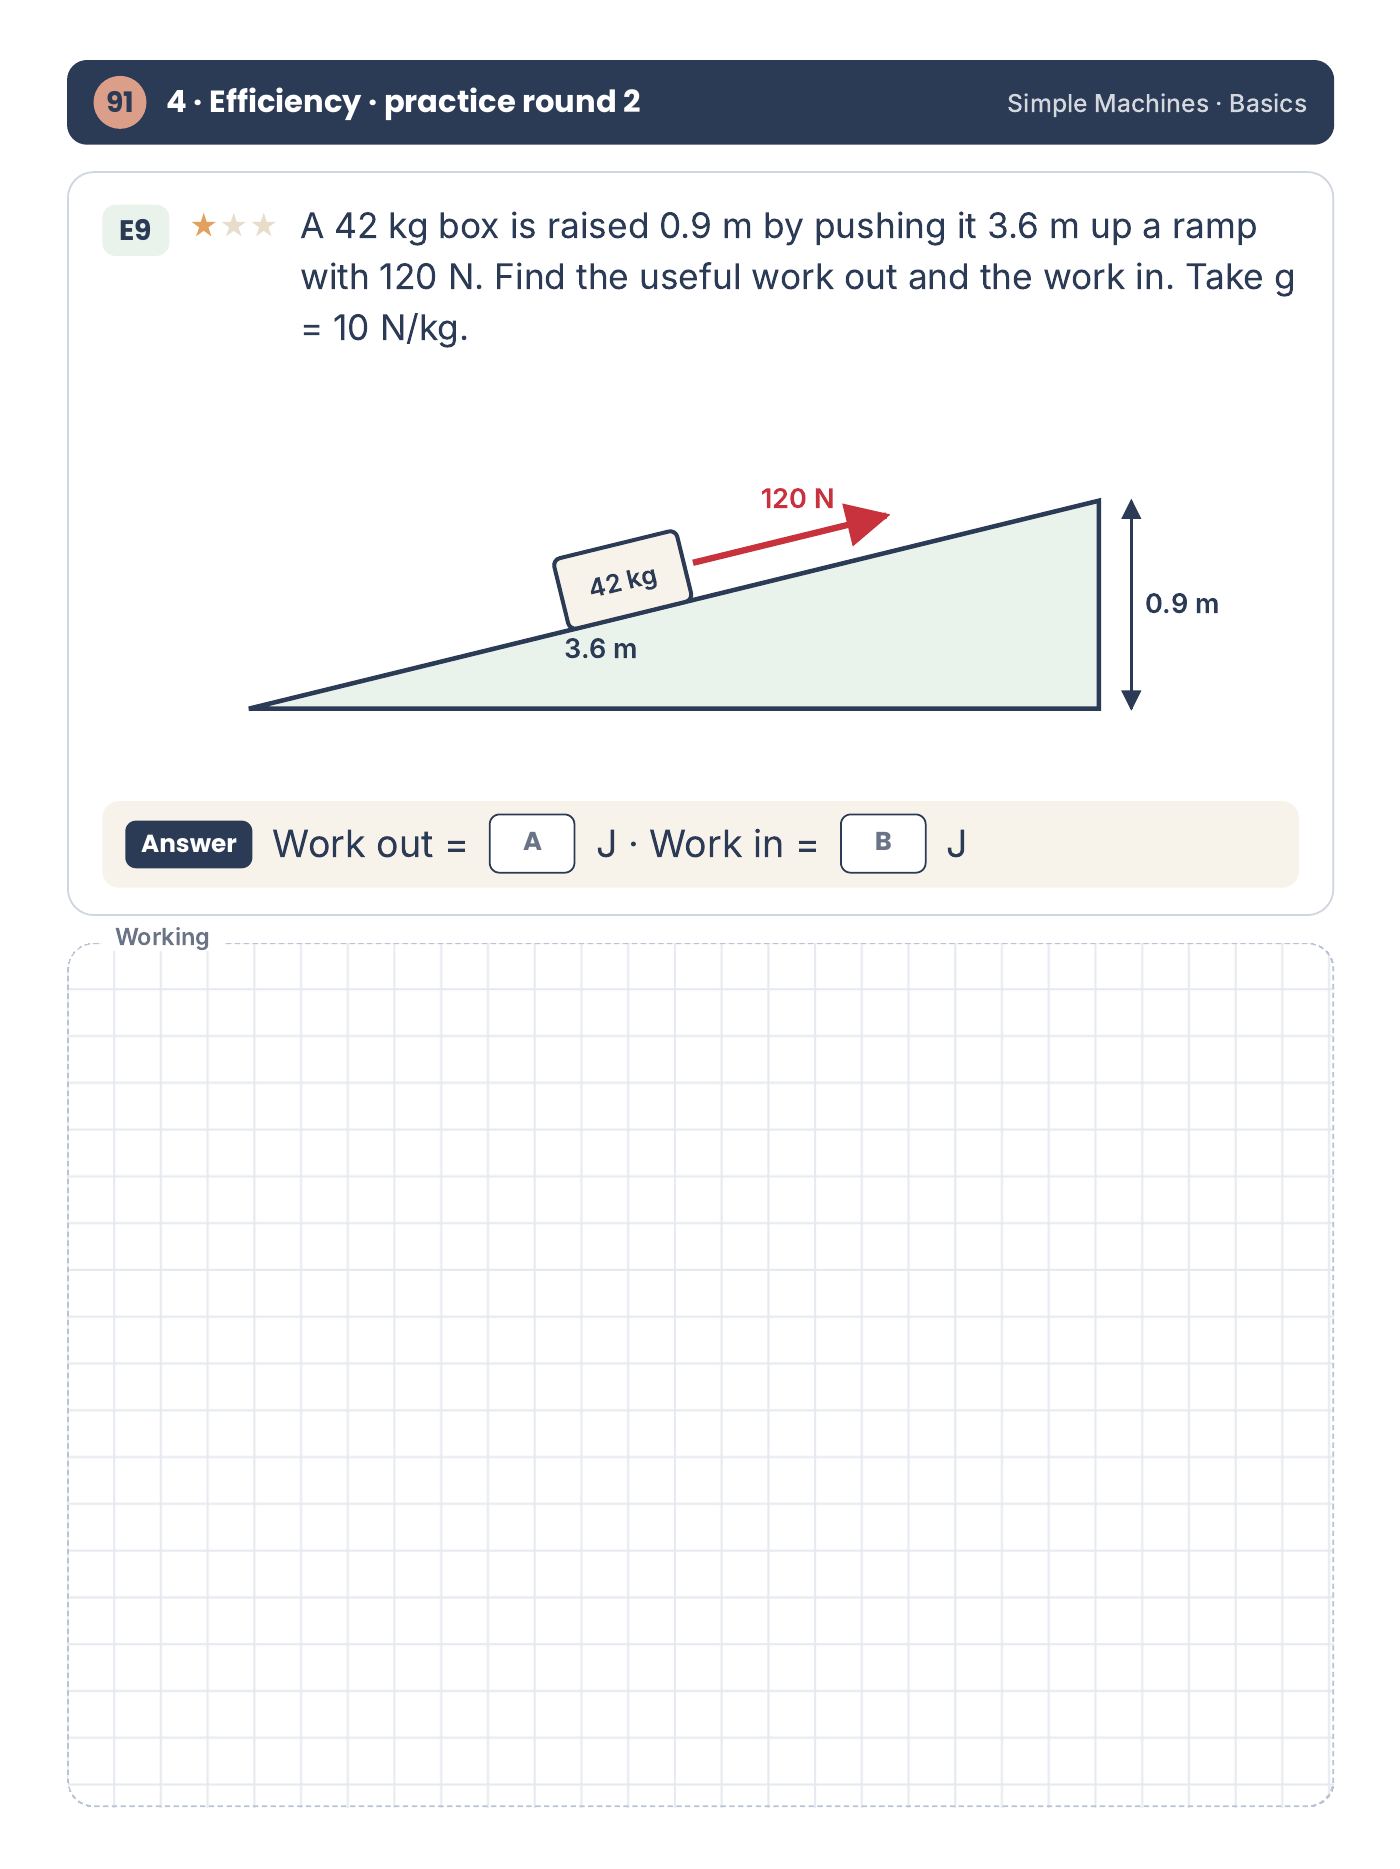 91 4 · Efficiency · practice round 2 Simple Machines · Basics
E9 ★★★ A 42 kg box is raised 0.9 m by pushing it 3.6 m up a ramp
with 120 N. Find the useful work out and the work in. Take g
= 10 N/kg.
120 N
42 kg
0.9 m
3.6 m
Answer Work out = A J · Work in = B J
Working